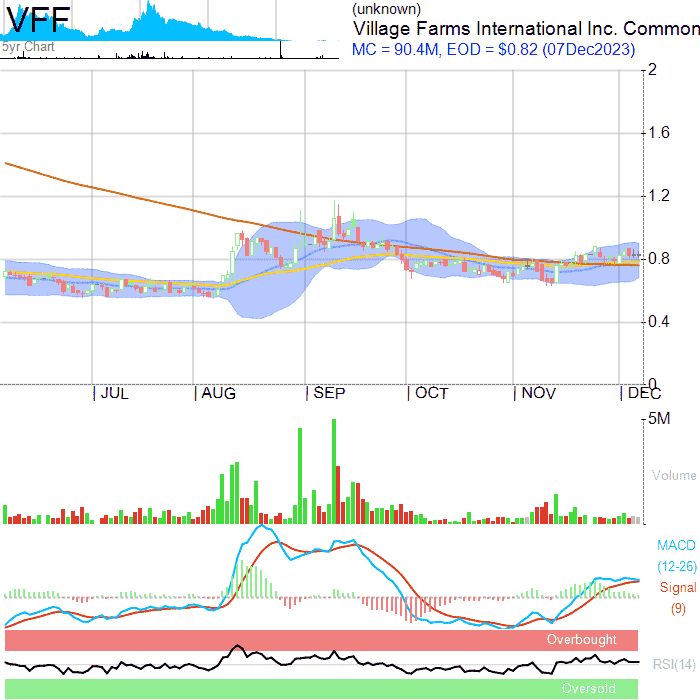 VFF
5yr Chart
(unknown)
Village Farms International Inc. Common
MC = 90.4M, EOD = $0.82 (07Dec2023)
2
1.6
1.2
0.8
0.4
0
JUL AUG SEP OCT NOV DEC
5M
Volume
MACD
(12-26)
Signal
(9)
Overbought
RSI(14)
Oversold